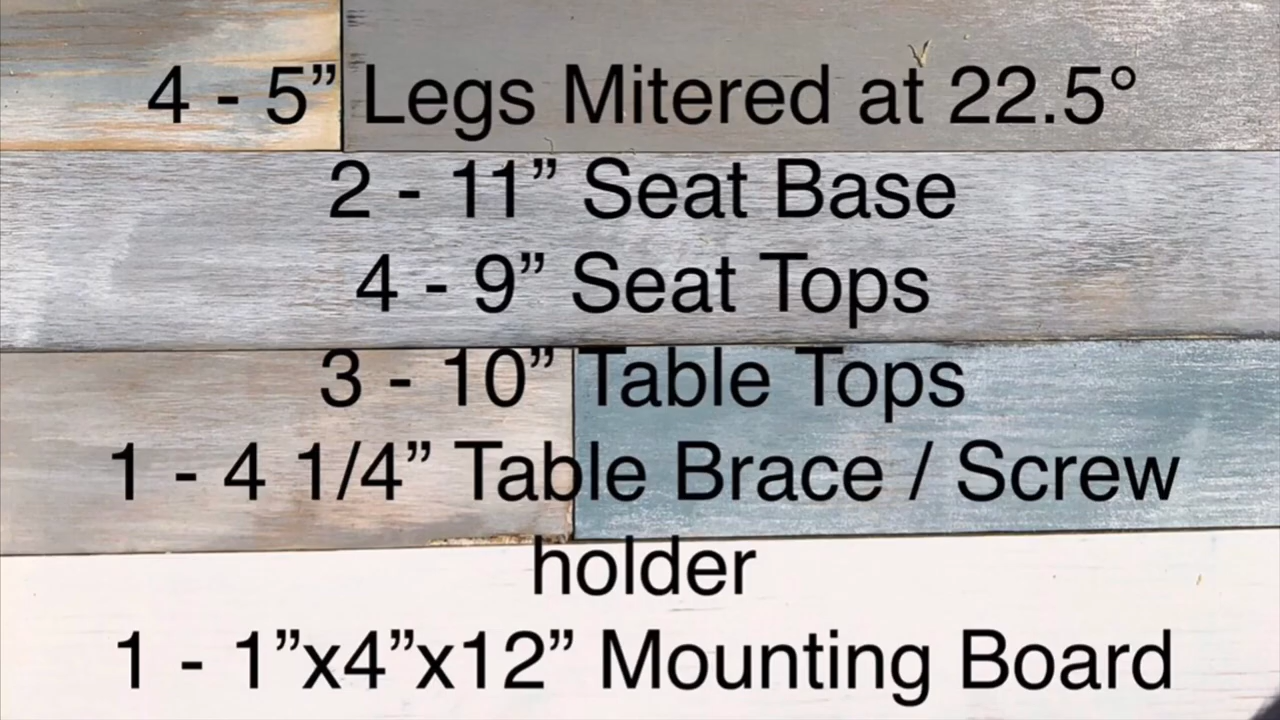 4 - 5” Legs Mitered at 22.5°
2 - 11” Seat Base
4 - 9” Seat Tops
3 - 10” Table Tops
1 - 4 1/4” Table Brace / Screw
holder
1 - 1”x4”x12” Mounting Board